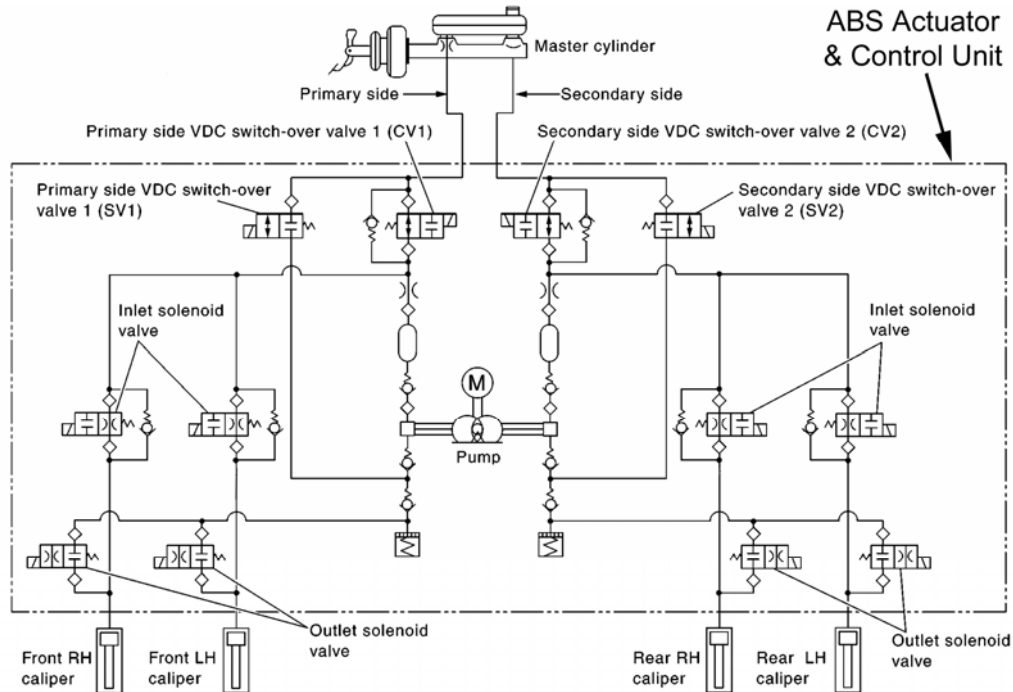 ABS Actuator
& Control Unit
Master cylinder
Primary side
Secondary side
Primary side VDC switch-over valve 1 (CV1)
Secondary side VDC switch-over valve 2 (CV2)
Primary side VDC switch-over
valve 1 (SV1)
Secondary side VDC switch-over
valve 2 (SV2)
Inlet solenoid
valve
Inlet solenoid
valve
M
Pump
Outlet solenoid
valve
Outlet solenoid
valve
Front RH
caliper
Front LH
caliper
Rear RH
caliper
Rear LH
caliper